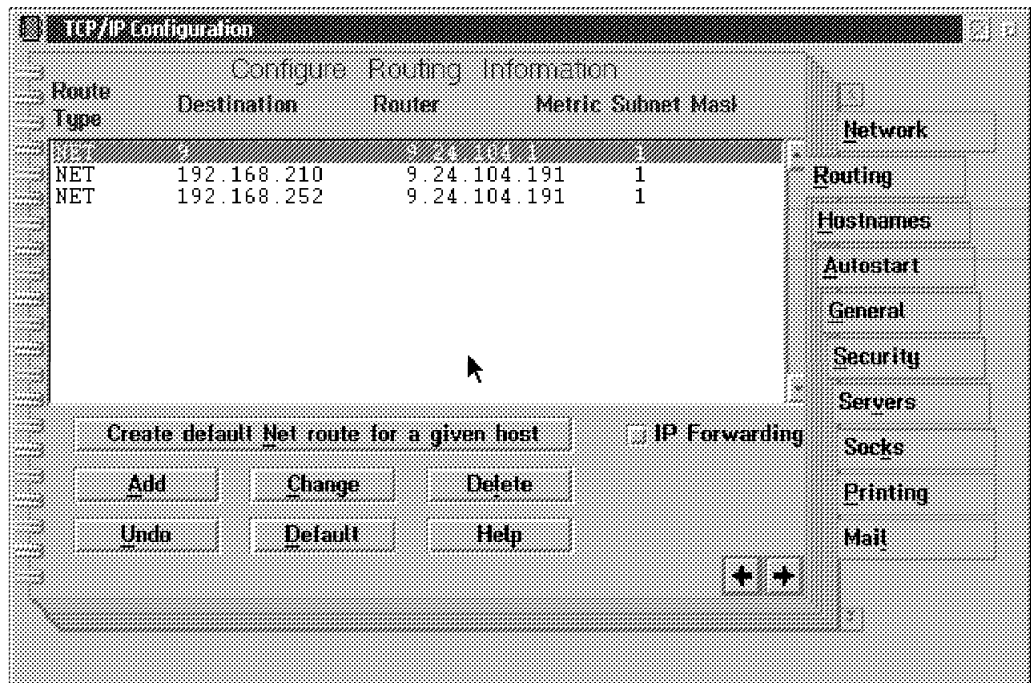 TCP/IP Configuration
Configure Routing Information
Route Type Destination Router Metric Subnet Mask
NET 9 9.24.104.1 1
NET 192.168.210 9.24.104.191 1
NET 192.168.252 9.24.104.191 1
Create default Net route for a given host
IP Forwarding
Add Change Delete
Undo Default Help
Network
Routing
Hostnames
Autostart
General
Security
Servers
Socks
Printing
Mail